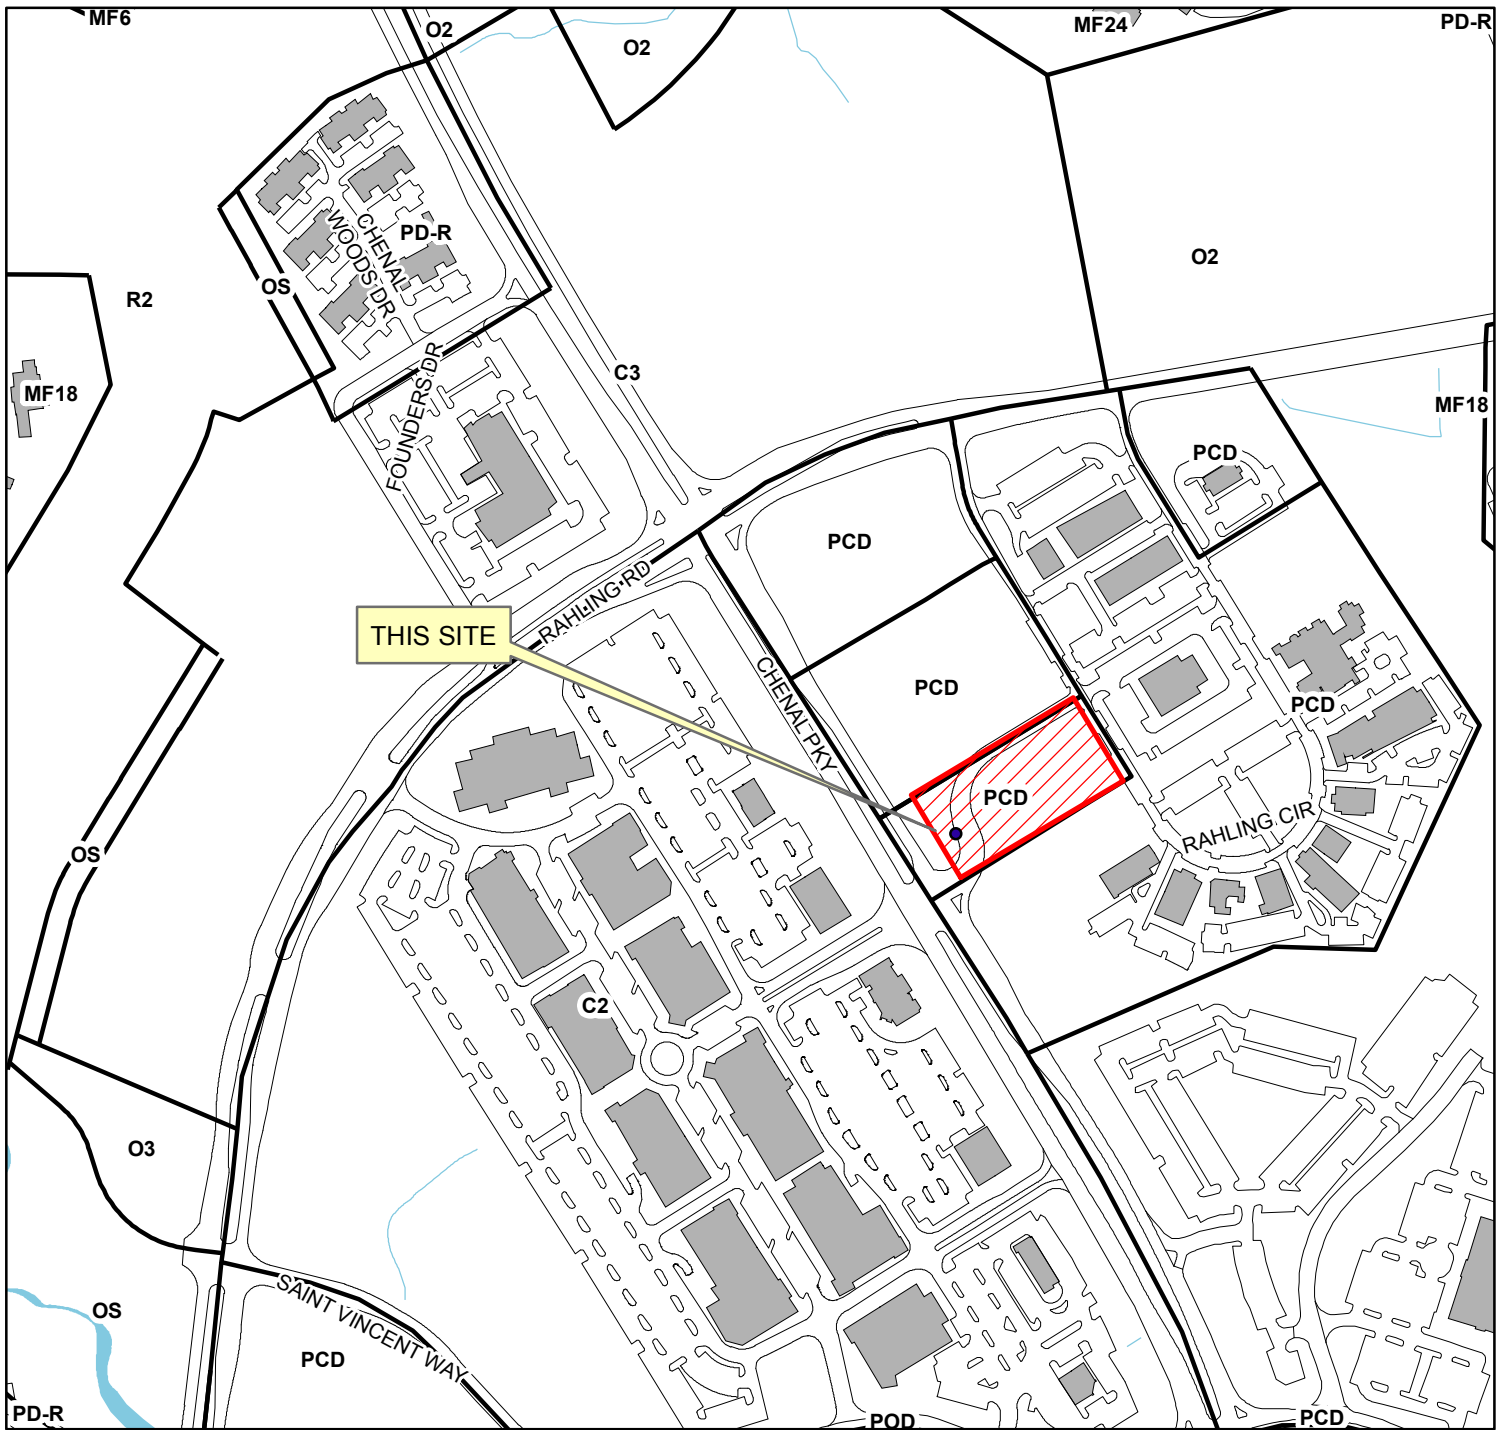 MF6
O2
O2
MF24
PD-R
CHENAL
WOODS DR
PD-R
OS
R2
O2
MF18
FOUNDERS DR
C3
MF18
PCD
PCD
RAHLING RD
THIS SITE
CHENAL PKY
PCD
PCD
PCD
RAHLING CIR
OS
C2
O3
OS
SAINT VINCENT WAY
PCD
PD-R
POD
PCD